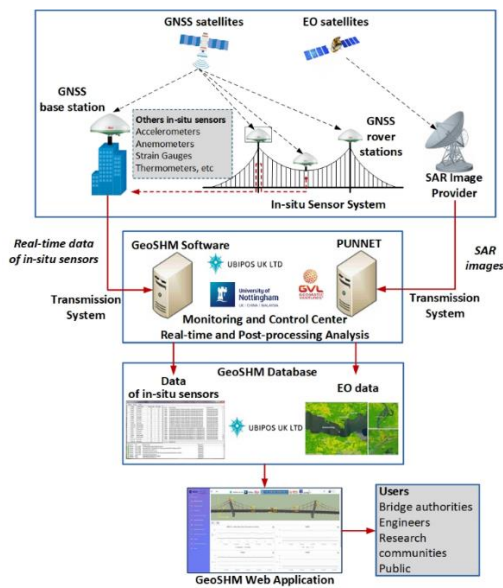 GNSS satellites
EO satellites
GNSS
base station
Others in-situ sensors
Accelerometers
Anemometers
Strain Gauges
Thermometers, etc
GNSS
rover
stations
SAR Image
Provider
In-situ Sensor System
Real-time data
of in-situ sensors
SAR
images
Transmission
System
Transmission
System
GeoSHM Software
PUNNET
UBIPOS UK LTD
University of
Nottingham
UK | CHINA | MALAYSIA
GVL
Monitoring and Control Center
Real-time and Post-processing Analysis
GeoSHM Database
Data
of in-situ sensors
EO data
UBIPOS UK LTD
GeoSHM Web Application
Users
Bridge authorities
Engineers
Research
communities
Public